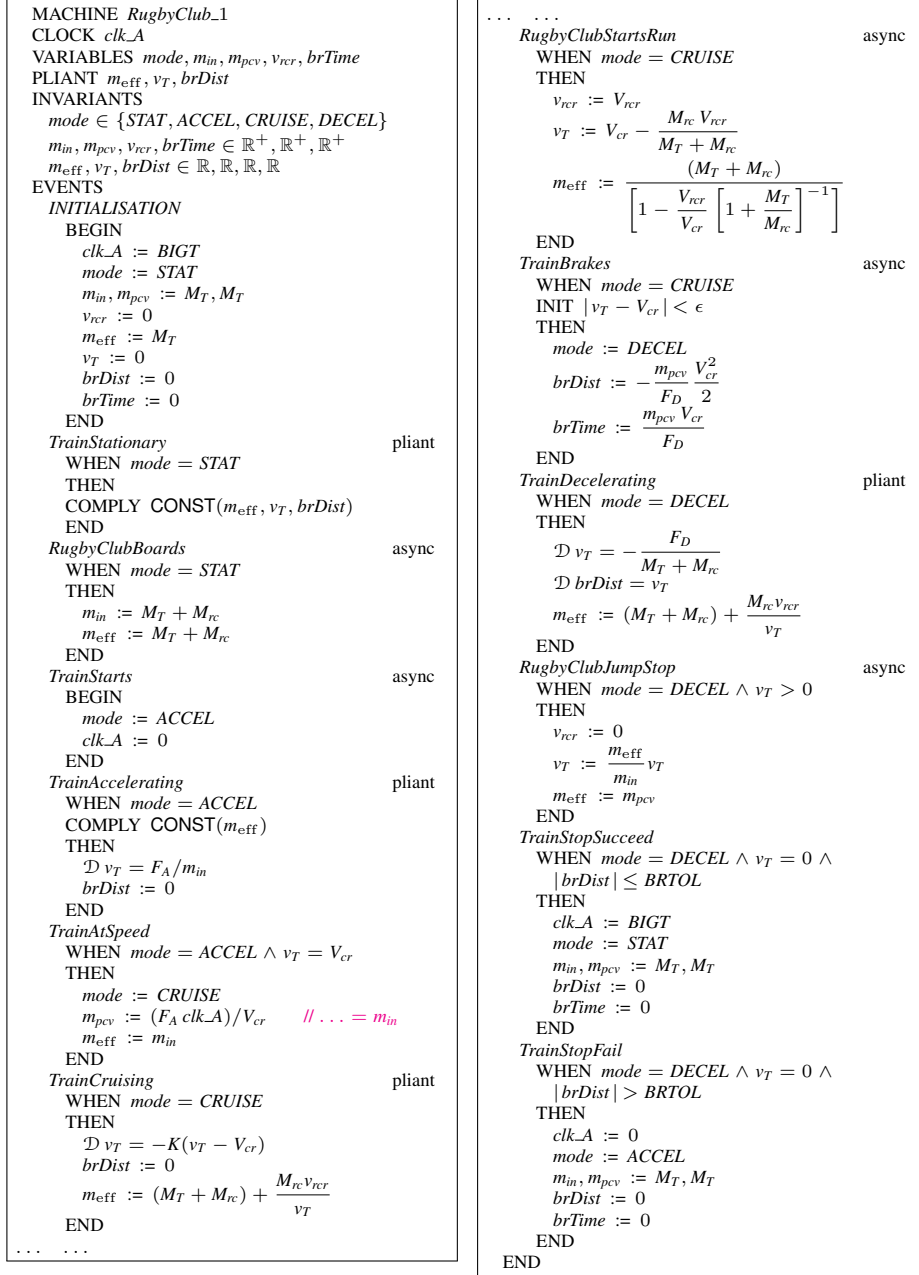 MACHINE RugbyClub_1
CLOCK clk_A
VARIABLES mode, m_in, m_pcv, v_rcr, brTime
PLIANT m_eff, v_T, brDist
INVARIANTS
mode ∈ {STAT, ACCEL, CRUISE, DECEL}
m_in, m_pcv, v_rcr, brTime ∈ ℝ⁺, ℝ⁺, ℝ⁺
m_eff, v_T, brDist ∈ ℝ, ℝ, ℝ, ℝ
EVENTS
INITIALISATION
BEGIN
clk_A := BIGT
mode := STAT
m_in, m_pcv := M_T, M_T
v_rcr := 0
m_eff := M_T
v_T := 0
brDist := 0
brTime := 0
END
TrainStationary pliant
WHEN mode = STAT
THEN
COMPLY CONST(m_eff, v_T, brDist)
END
RugbyClubBoards async
WHEN mode = STAT
THEN
m_in := M_T + M_rc
m_eff := M_T + M_rc
END
TrainStarts async
BEGIN
mode := ACCEL
clk_A := 0
END
TrainAccelerating pliant
WHEN mode = ACCEL
COMPLY CONST(m_eff)
THEN
𝒟 v_T = F_A/m_in
brDist := 0
END
TrainAtSpeed
WHEN mode = ACCEL ∧ v_T = V_cr
THEN
mode := CRUISE
m_pcv := (F_A clk_A)/V_cr // ... = m_in
m_eff := m_in
END
TrainCruising pliant
WHEN mode = CRUISE
THEN
𝒟 v_T = −K(v_T − V_cr)
brDist := 0
m_eff := (M_T + M_rc) + M_rc v_rcr / v_T
END
... ...
... ...
RugbyClubStartsRun async
WHEN mode = CRUISE
THEN
v_rcr := V_rcr
v_T := V_cr − M_rc V_rcr / M_T + M_rc
m_eff := (M_T + M_rc) / [1 − V_rcr / V_cr [1 + M_T / M_rc]⁻¹]
END
TrainBrakes async
WHEN mode = CRUISE
INIT |v_T − V_cr| < ϵ
THEN
mode := DECEL
brDist := − m_pcv / F_D V_cr² / 2
brTime := m_pcv V_cr / F_D
END
TrainDecelerating pliant
WHEN mode = DECEL
THEN
𝒟 v_T = − F_D / M_T + M_rc
𝒟 brDist = v_T
m_eff := (M_T + M_rc) + M_rc v_rcr / v_T
END
RugbyClubJumpStop async
WHEN mode = DECEL ∧ v_T > 0
THEN
v_rcr := 0
v_T := m_eff / m_in v_T
m_eff := m_pcv
END
TrainStopSucceed
WHEN mode = DECEL ∧ v_T = 0 ∧
|brDist| ≤ BRTOL
THEN
clk_A := BIGT
mode := STAT
m_in, m_pcv := M_T, M_T
brDist := 0
brTime := 0
END
TrainStopFail
WHEN mode = DECEL ∧ v_T = 0 ∧
|brDist| > BRTOL
THEN
clk_A := 0
mode := ACCEL
m_in, m_pcv := M_T, M_T
brDist := 0
brTime := 0
END
END